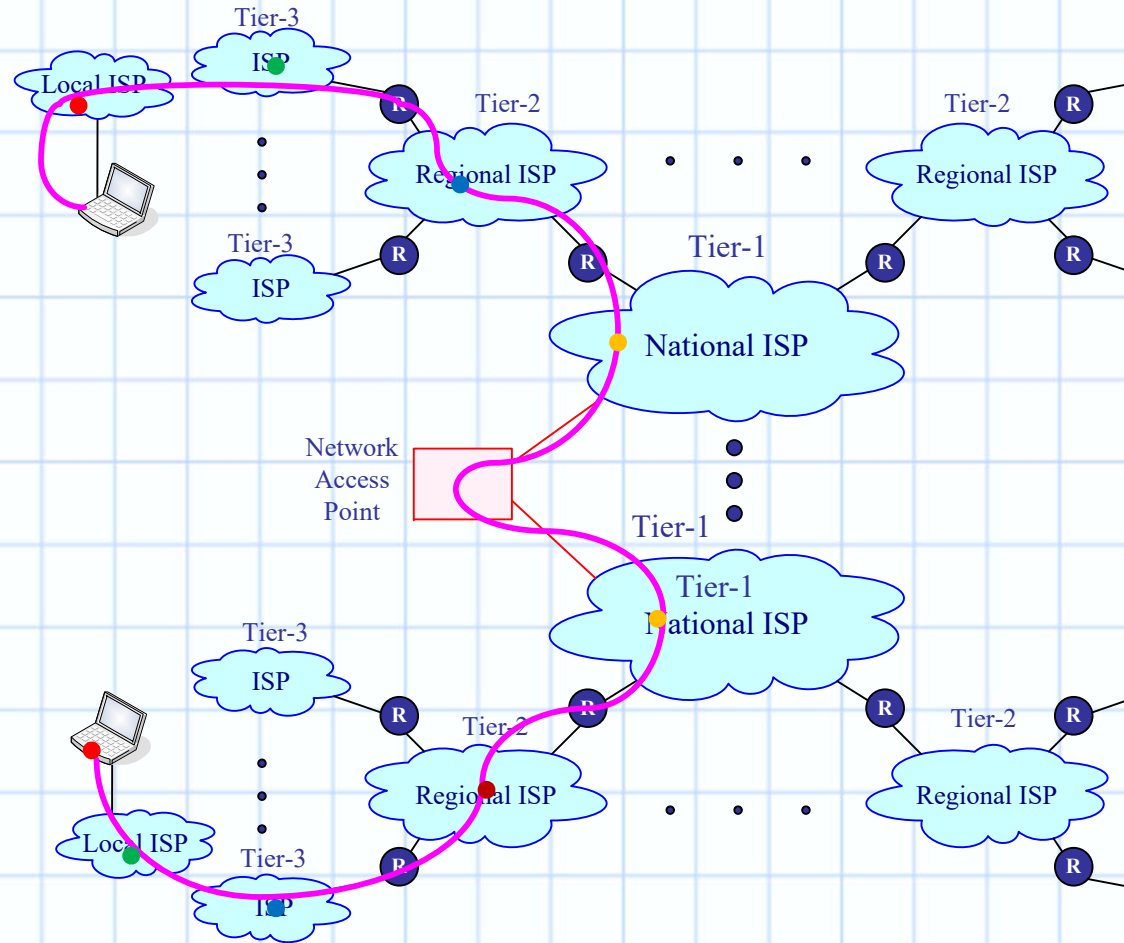 Tier-3
ISP
Local ISP
R
Tier-2
Tier-2
R
Regional ISP
Regional ISP
Tier-3
ISP
R
R
Tier-1
R
R
National ISP
Network
Access
Point
Tier-1
Tier-1
National ISP
Tier-3
ISP
R
Tier-2
R
R
Tier-2
R
Regional ISP
Regional ISP
Local ISP
Tier-3
ISP
R
R